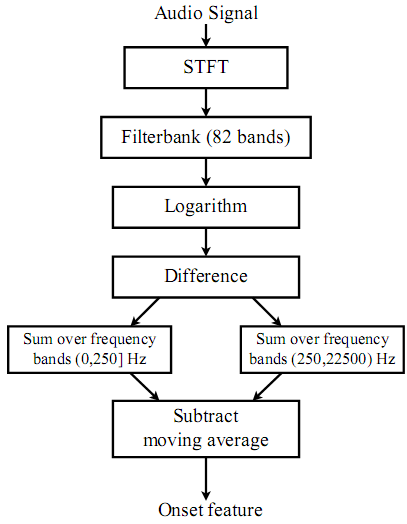 Audio Signal
STFT
Filterbank (82 bands)
Logarithm
Difference
Sum over frequency
bands (0,250] Hz
Sum over frequency
bands (250,22500) Hz
Subtract
moving average
Onset feature